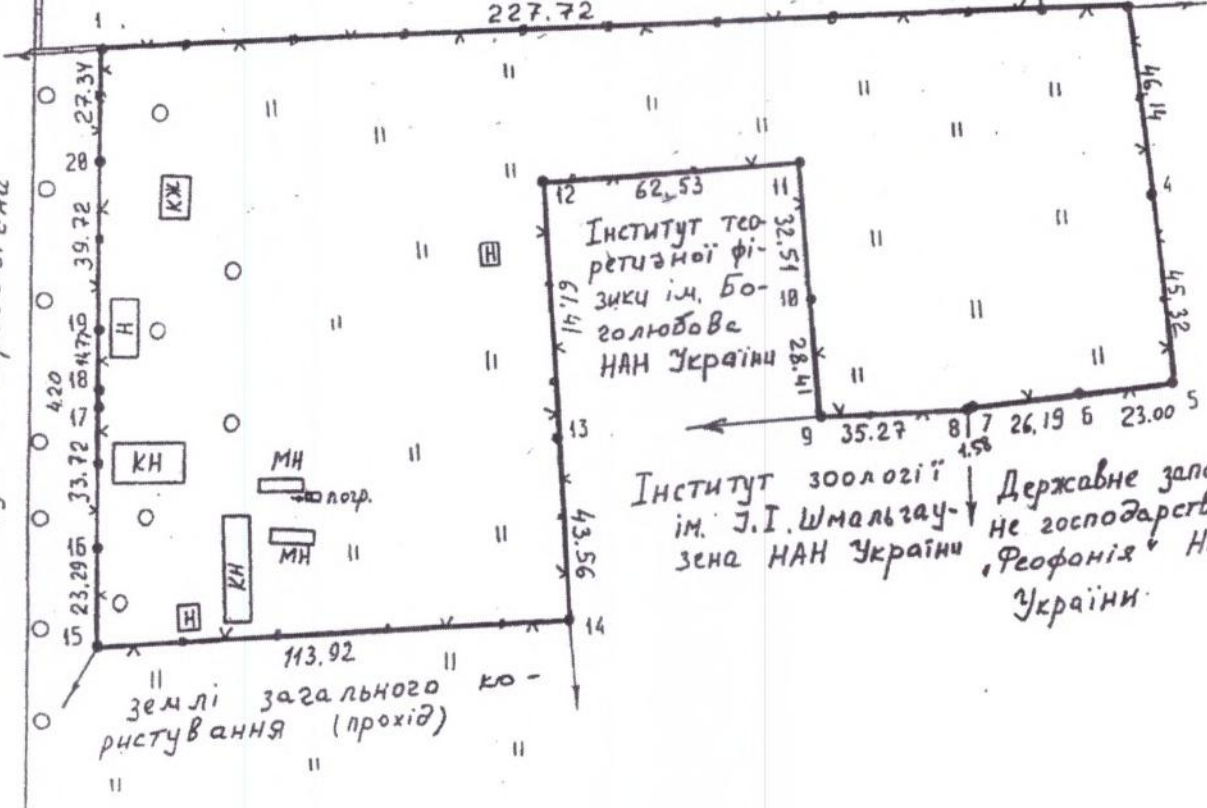 1
227.72
27.34
20
КЖ
39.72
Н
18
4.20
17
33.72
КН
МН
погр.
МН
КН
16
23.29
Н
15
113.92
14
43.56
13
61.41
Н
12
62,53
11
32.51
10
28.41
9
35.27
8
7
1.58
26,19
6
23.00
5
45,32
4
46,14
Інститут тео-
ретичної фі-
зики ім. Бо-
голюбова
НАН України
Інститут зоології
ім. І.І. Шмальгау-
зена НАН України
Державне запо
не господарств
„Феофонія" Н
України
землі загального ко-
ристування (прохід)